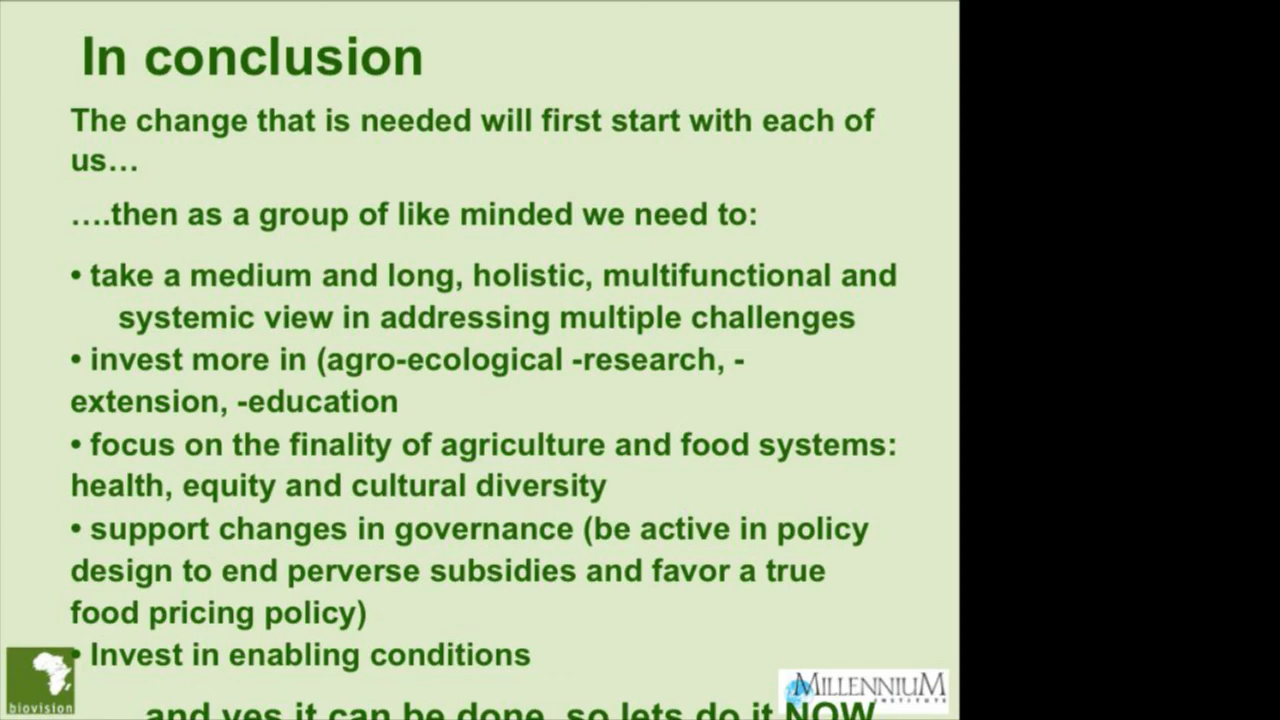 In conclusion
The change that is needed will first start with each of
us…
….then as a group of like minded we need to:
• take a medium and long, holistic, multifunctional and
systemic view in addressing multiple challenges
• invest more in (agro-ecological -research, -
extension, -education
• focus on the finality of agriculture and food systems:
health, equity and cultural diversity
• support changes in governance (be active in policy
design to end perverse subsidies and favor a true
food pricing policy)
• Invest in enabling conditions
biovision
MILLENNIUM
INSTITUTE
and yes it can be done, so lets do it NOW